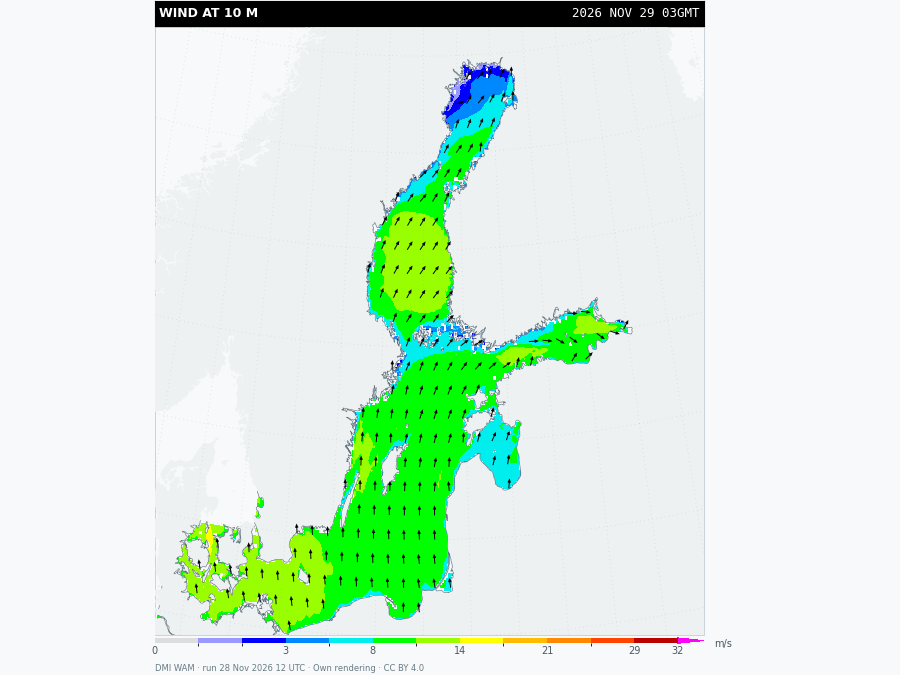 WIND AT 10 M 2026 NOV 29 03GMT
0 3 8 14 21 29 32 m/s
DMI WAM · run 28 Nov 2026 12 UTC · Own rendering · CC BY 4.0